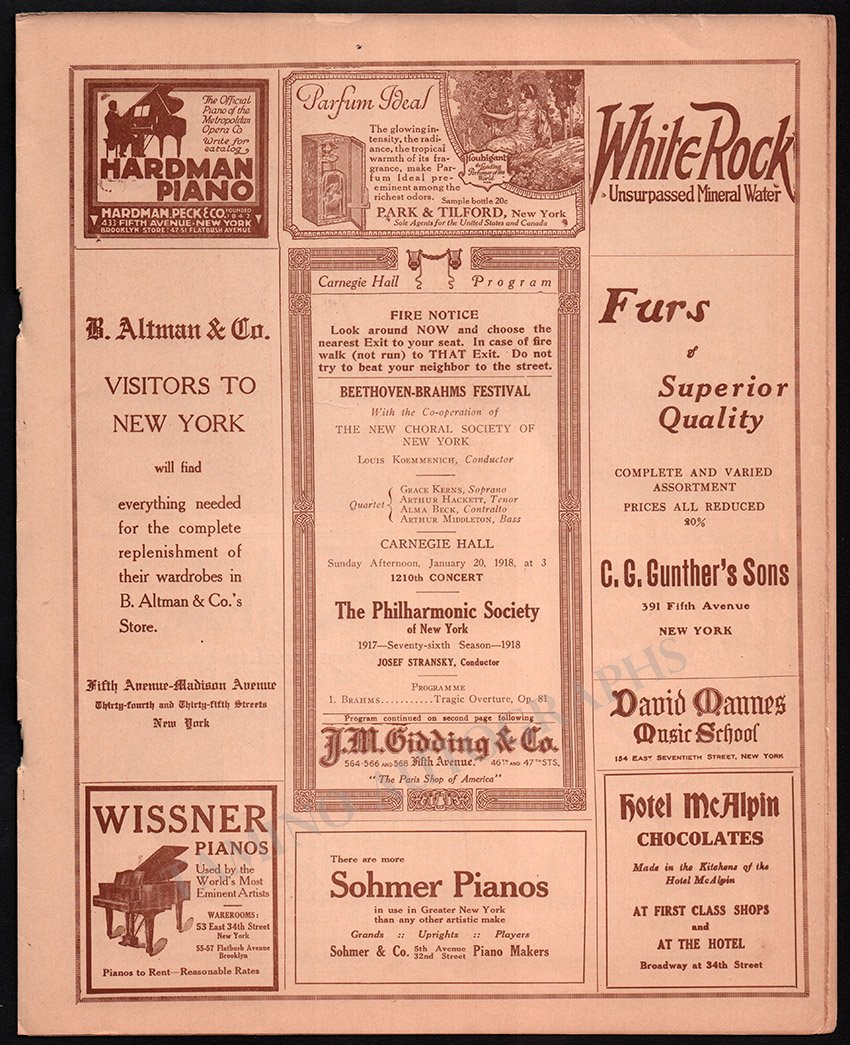 The Official
Piano of the
Metropolitan
Opera Co
Write for
catalog
HARDMAN
PIANO
HARDMAN, PECK & CO. FOUNDED 1842
433 FIFTH AVENUE · NEW YORK
BROOKLYN STORE: 47-51 FLATBUSH AVENUE
Parfum Ideal
The glowing in-
tensity, the radi-
ance, the tropical
warmth of its fra-
grance, make Par-
fum Ideal pre-
eminent among the
richest odors.
Sample bottle 20c
Houbigant
the Leading
Perfumer of the
World
PARK & TILFORD, New York
Sole Agents for the United States and Canada
White Rock
Unsurpassed Mineral Water
B. Altman & Co.
VISITORS TO
NEW YORK
will find
everything needed
for the complete
replenishment of
their wardrobes in
B. Altman & Co.'s
Store.
Fifth Avenue-Madison Avenue
Thirty-fourth and Thirty-fifth Streets
New York
Carnegie Hall Program
FIRE NOTICE
Look around NOW and choose the
nearest Exit to your seat. In case of fire
walk (not run) to THAT Exit. Do not
try to beat your neighbor to the street.
BEETHOVEN-BRAHMS FESTIVAL
With the Co-operation of
THE NEW CHORAL SOCIETY OF
NEW YORK
LOUIS KOEMMENICH, Conductor
Quartet
GRACE KERNS, Soprano
ARTHUR HACKETT, Tenor
ALMA BECK, Contralto
ARTHUR MIDDLETON, Bass
CARNEGIE HALL
Sunday Afternoon, January 20, 1918, at 3
1210th CONCERT
The Philharmonic Society
of New York
1917—Seventy-sixth Season—1918
JOSEF STRANSKY, Conductor
PROGRAMME
1. BRAHMS...........Tragic Overture, Op. 81
Program continued on second page following
J.M. Gidding & Co.
564-566 AND 568 Fifth Avenue. 46TH AND 47TH STS.
"The Paris Shop of America"
Furs
of
Superior
Quality
COMPLETE AND VARIED
ASSORTMENT
PRICES ALL REDUCED
20%
C. G. Gunther's Sons
391 Fifth Avenue
NEW YORK
David Mannes
Music School
154 EAST SEVENTIETH STREET, NEW YORK
WISSNER
PIANOS
Used by the
World's Most
Eminent Artists
WAREROOMS:
53 East 34th Street
New York
55-57 Flatbush Avenue
Brooklyn
Pianos to Rent—Reasonable Rates
There are more
Sohmer Pianos
in use in Greater New York
than any other artistic make
Grands :: Uprights :: Players
Sohmer & Co. 5th Avenue 32nd Street Piano Makers
Hotel McAlpin
CHOCOLATES
Made in the Kitchens of the
Hotel McAlpin
AT FIRST CLASS SHOPS
and
AT THE HOTEL
Broadway at 34th Street
TAMINO AUTOGRAPHS